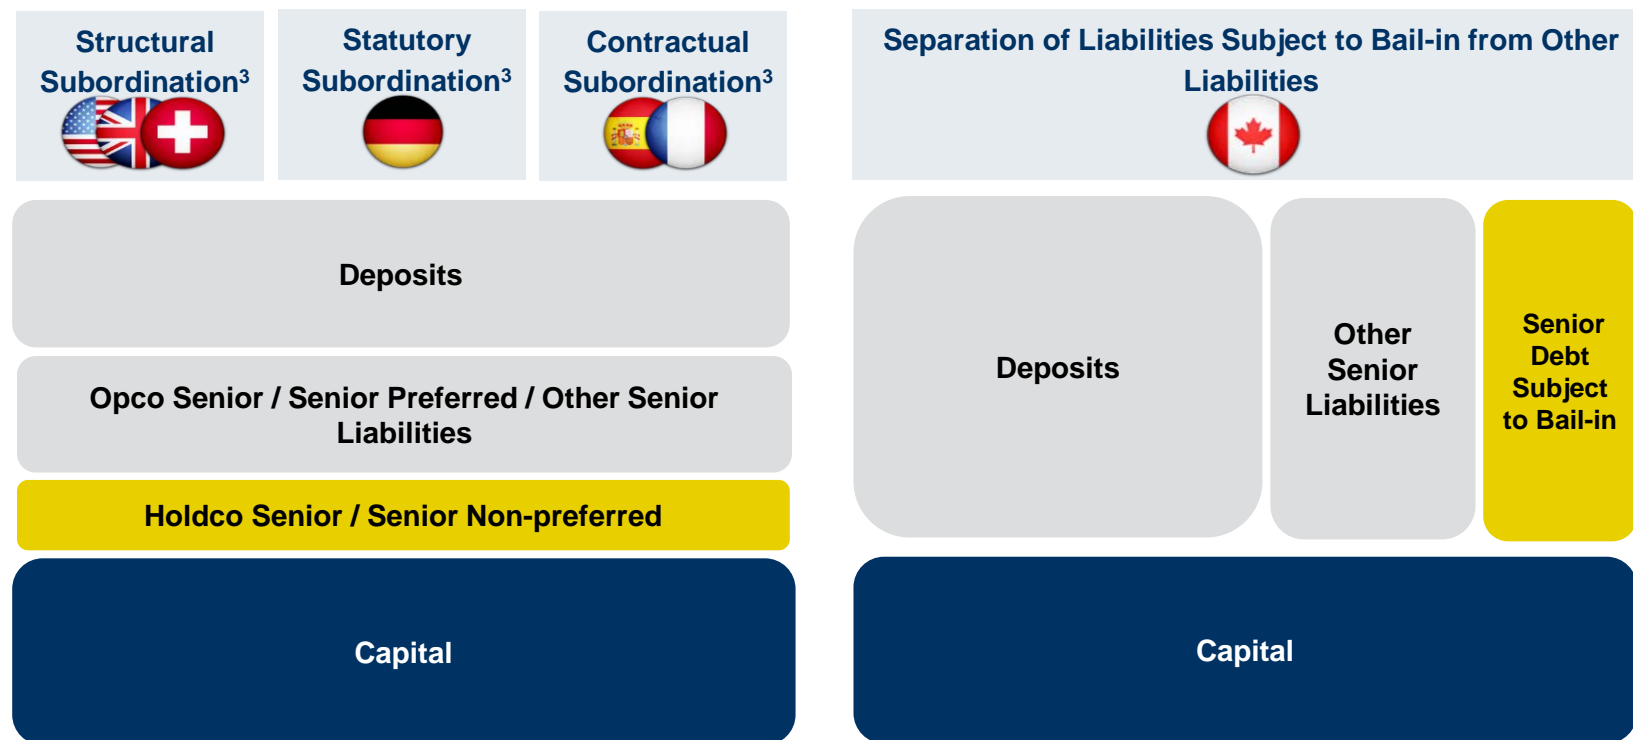 Structural
Subordination³
Statutory
Subordination³
Contractual
Subordination³
Separation of Liabilities Subject to Bail-in from Other
Liabilities
Deposits
Opco Senior / Senior Preferred / Other Senior
Liabilities
Holdco Senior / Senior Non-preferred
Capital
Deposits
Other
Senior
Liabilities
Senior
Debt
Subject
to Bail-in
Capital